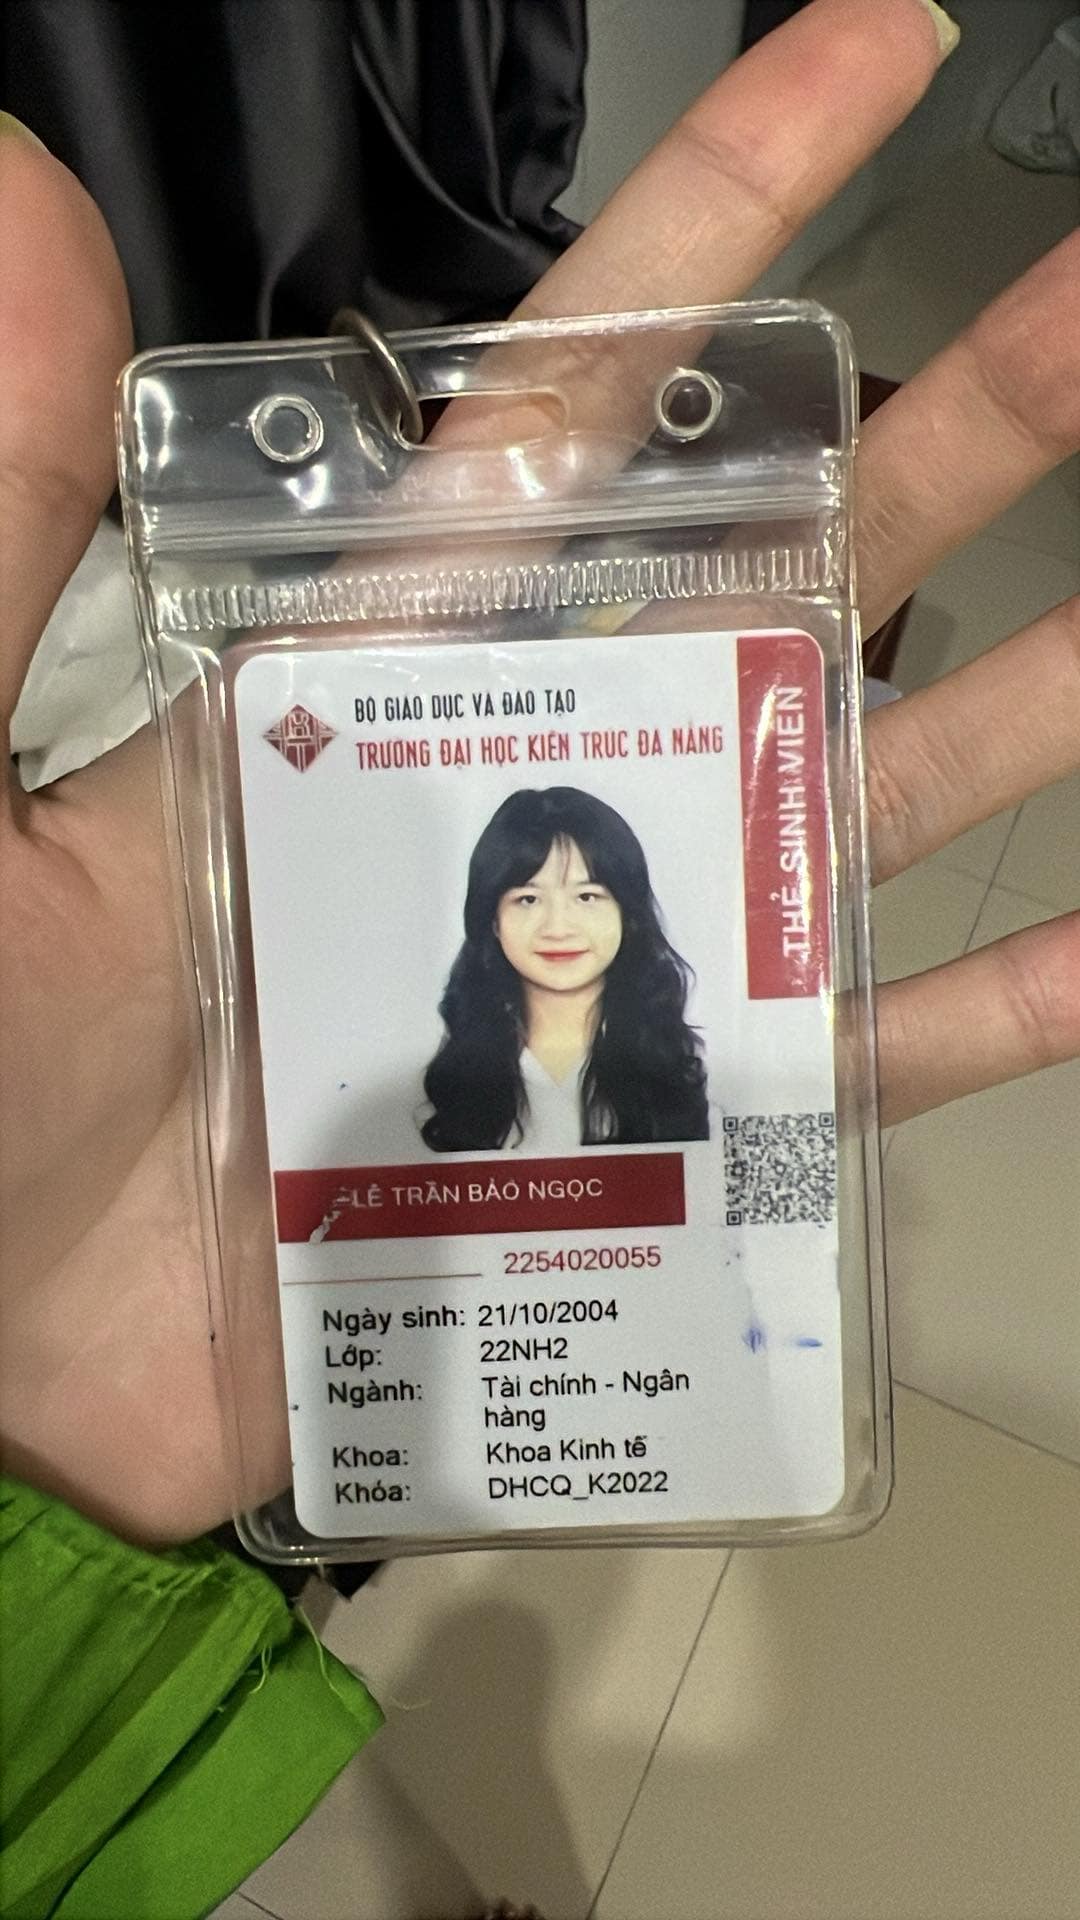 BỘ GIÁO DỤC VÀ ĐÀO TẠO
TRƯỜNG ĐẠI HỌC KIẾN TRÚC ĐÀ NẴNG
THẺ SINH VIÊN
LÊ TRẦN BẢO NGỌC
2254020055
Ngày sinh: 21/10/2004
Lớp: 22NH2
Ngành: Tài chính - Ngân
hàng
Khoa: Khoa Kinh tế
Khóa: DHCQ_K2022